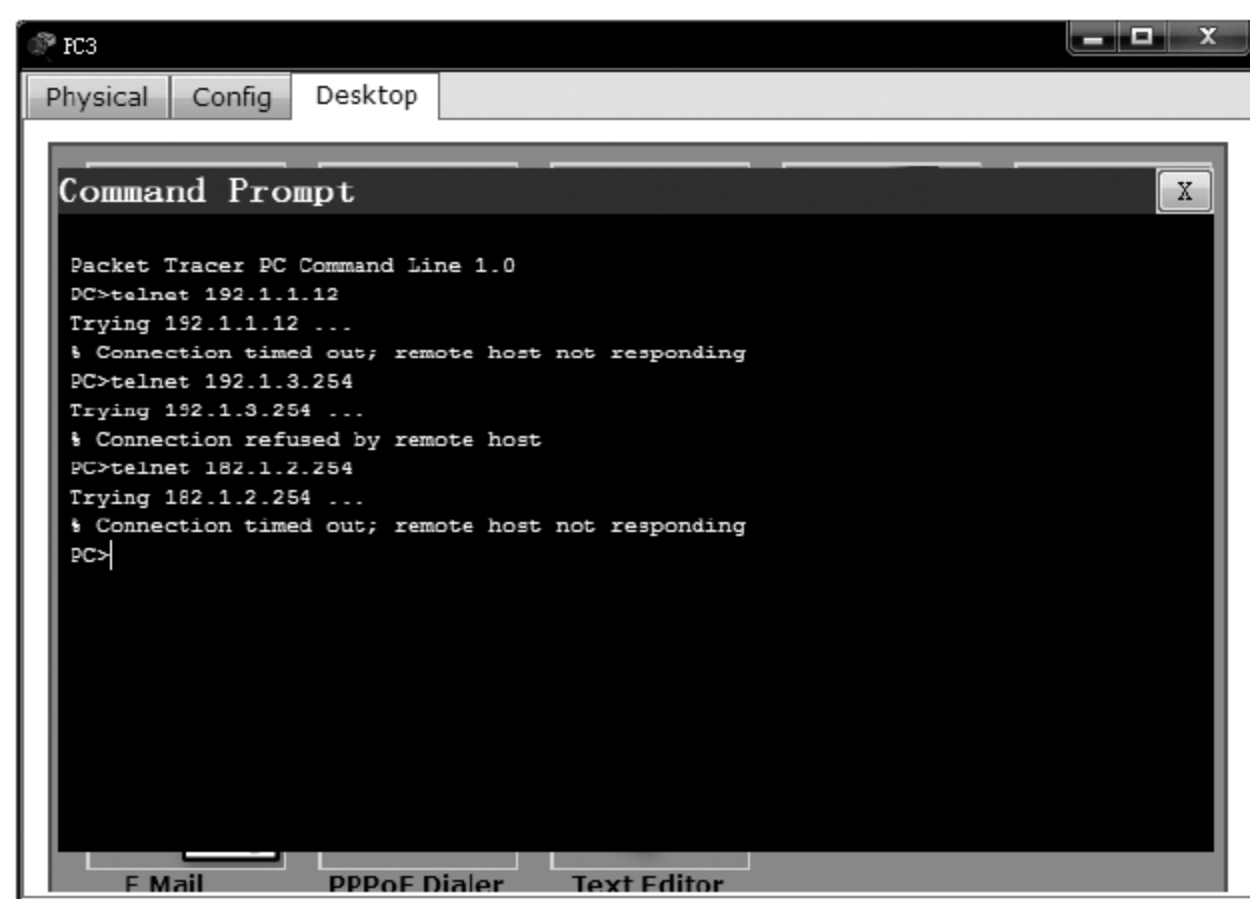 PC3
Physical Config Desktop
Command Prompt
X
Packet Tracer PC Command Line 1.0
PC>telnet 192.1.1.12
Trying 192.1.1.12 ...
% Connection timed out; remote host not responding
PC>telnet 192.1.3.254
Trying 192.1.3.254 ...
% Connection refused by remote host
PC>telnet 182.1.2.254
Trying 182.1.2.254 ...
% Connection timed out; remote host not responding
PC>
E Mail PPPoE Dialer Text Editor